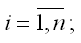 i = \overline{1,n};